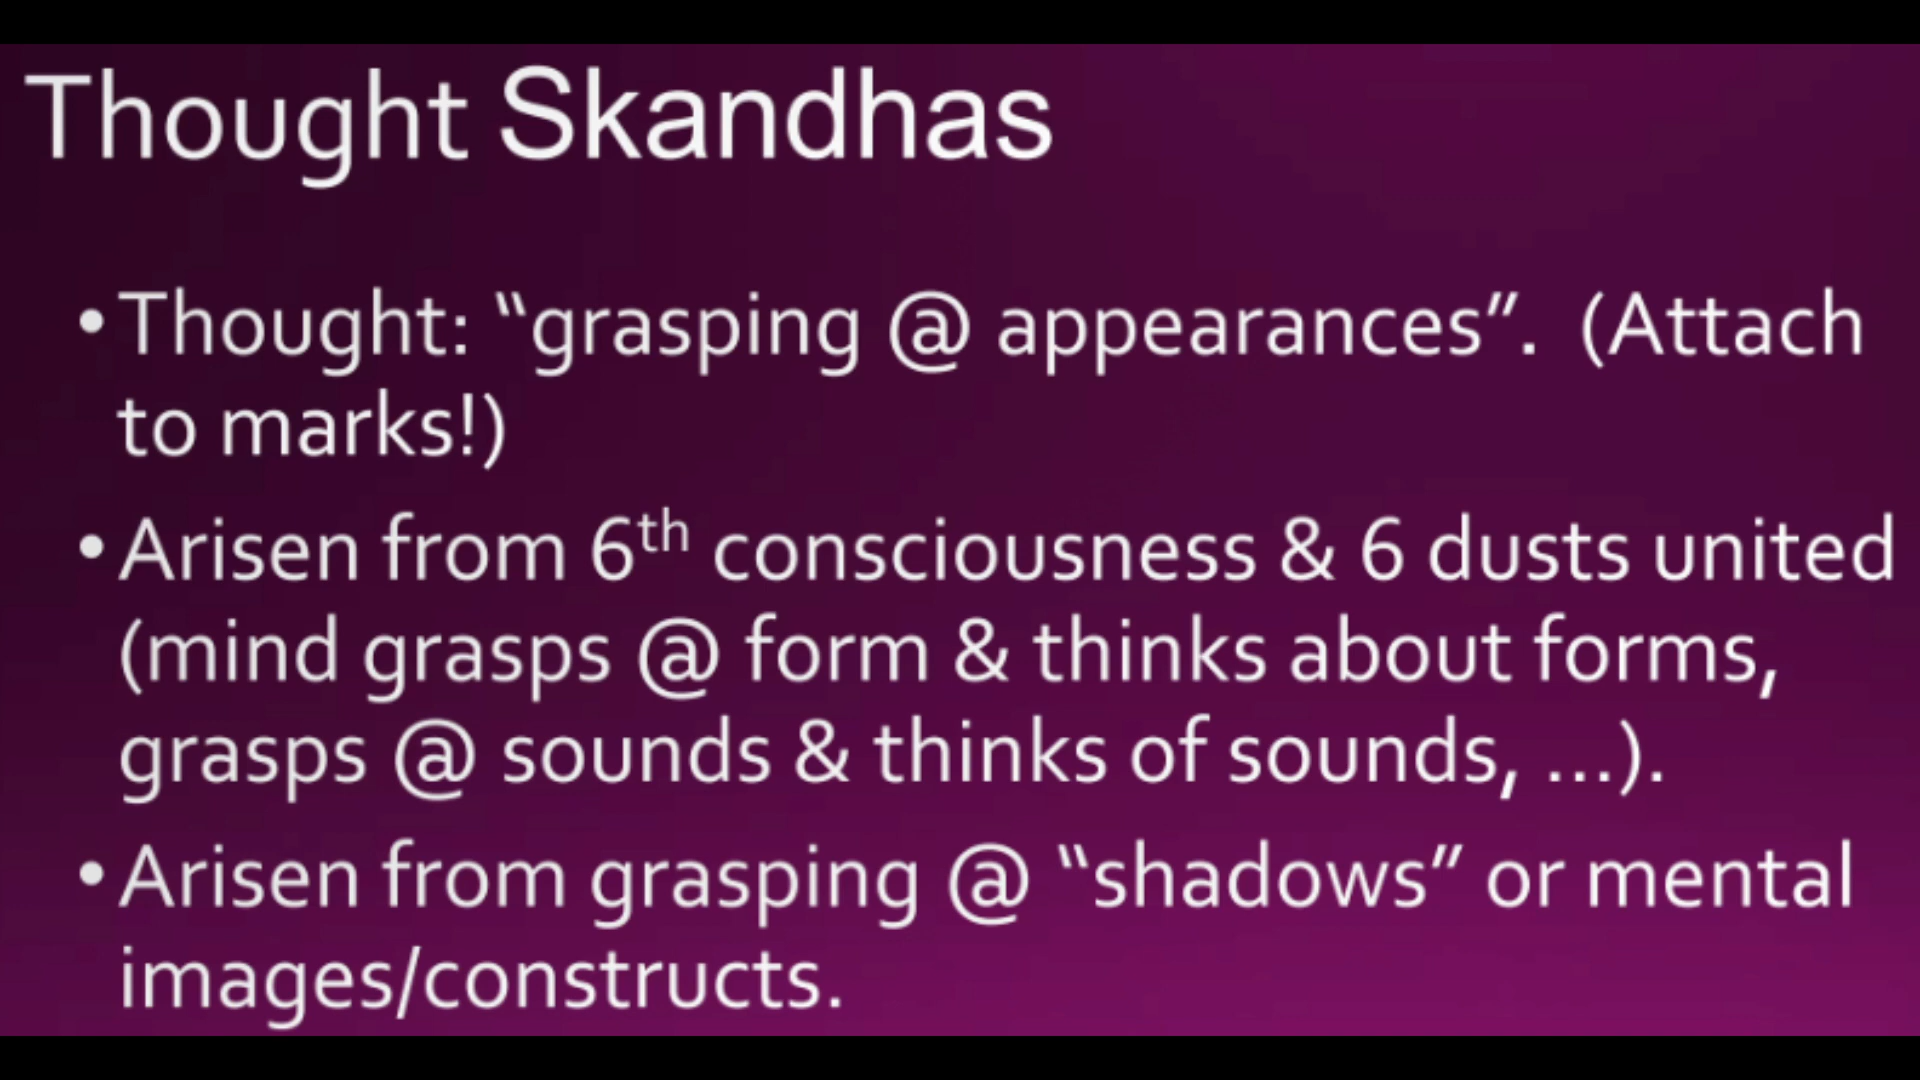 Thought Skandhas
•Thought: “grasping @ appearances”. (Attach
to marks!)
•Arisen from 6th consciousness & 6 dusts united
(mind grasps @ form & thinks about forms,
grasps @ sounds & thinks of sounds, ...).
•Arisen from grasping @ “shadows” or mental
images/constructs.